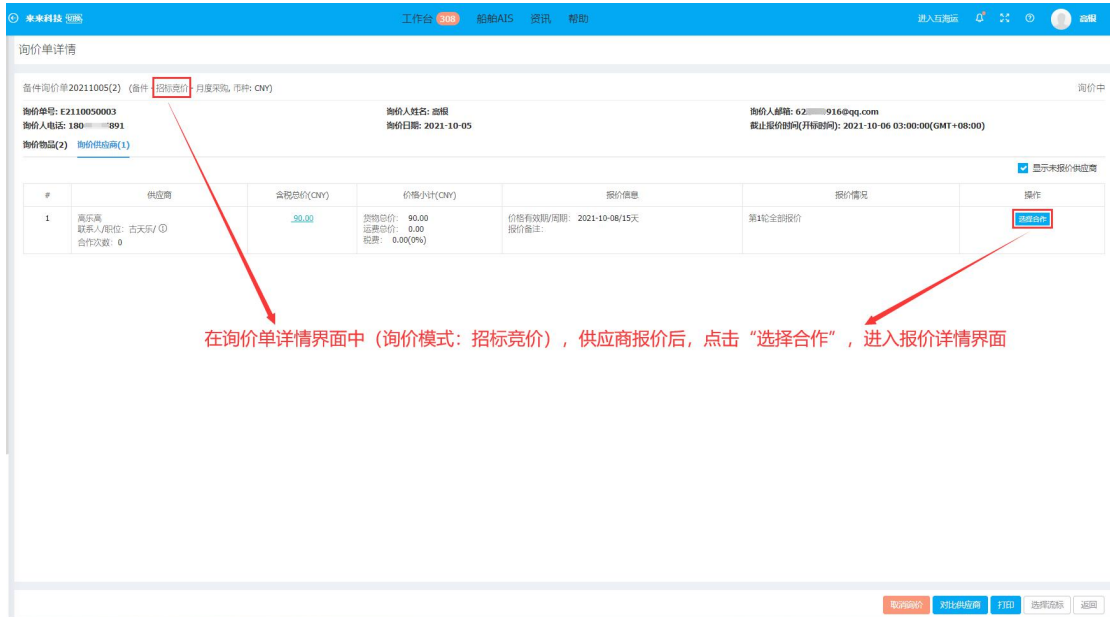 来来科技 切换 工作台 308 船舶AIS 资讯 帮助 进入互海运 高银
询价单详情
备件询价单20211005(2) (备件 - 招标竞价 - 月度采购, 币种: CNY) 询价中
询价单号: E2110050003 询价人姓名: 高银 询价人邮箱: 62 916@qq.com
询价人电话: 180 891 询价日期: 2021-10-05 截止报价时间(开标时间): 2021-10-06 03:00:00(GMT+08:00)
询价物品(2) 询价供应商(1)
显示未报价供应商
# 供应商 含税总价(CNY) 价格小计(CNY) 报价信息 报价情况 操作
1 高乐高 90.00 货物总价: 90.00 价格有效期/周期: 2021-10-08/15天 第1轮全部报价 选择合作
联系人/职位: 古天乐/ 运费总价: 0.00 报价备注:
合作次数: 0 税费: 0.00(0%)
在询价单详情界面中（询价模式：招标竞价），供应商报价后，点击“选择合作”，进入报价详情界面
取消询价 对比供应商 打印 选择流标 返回